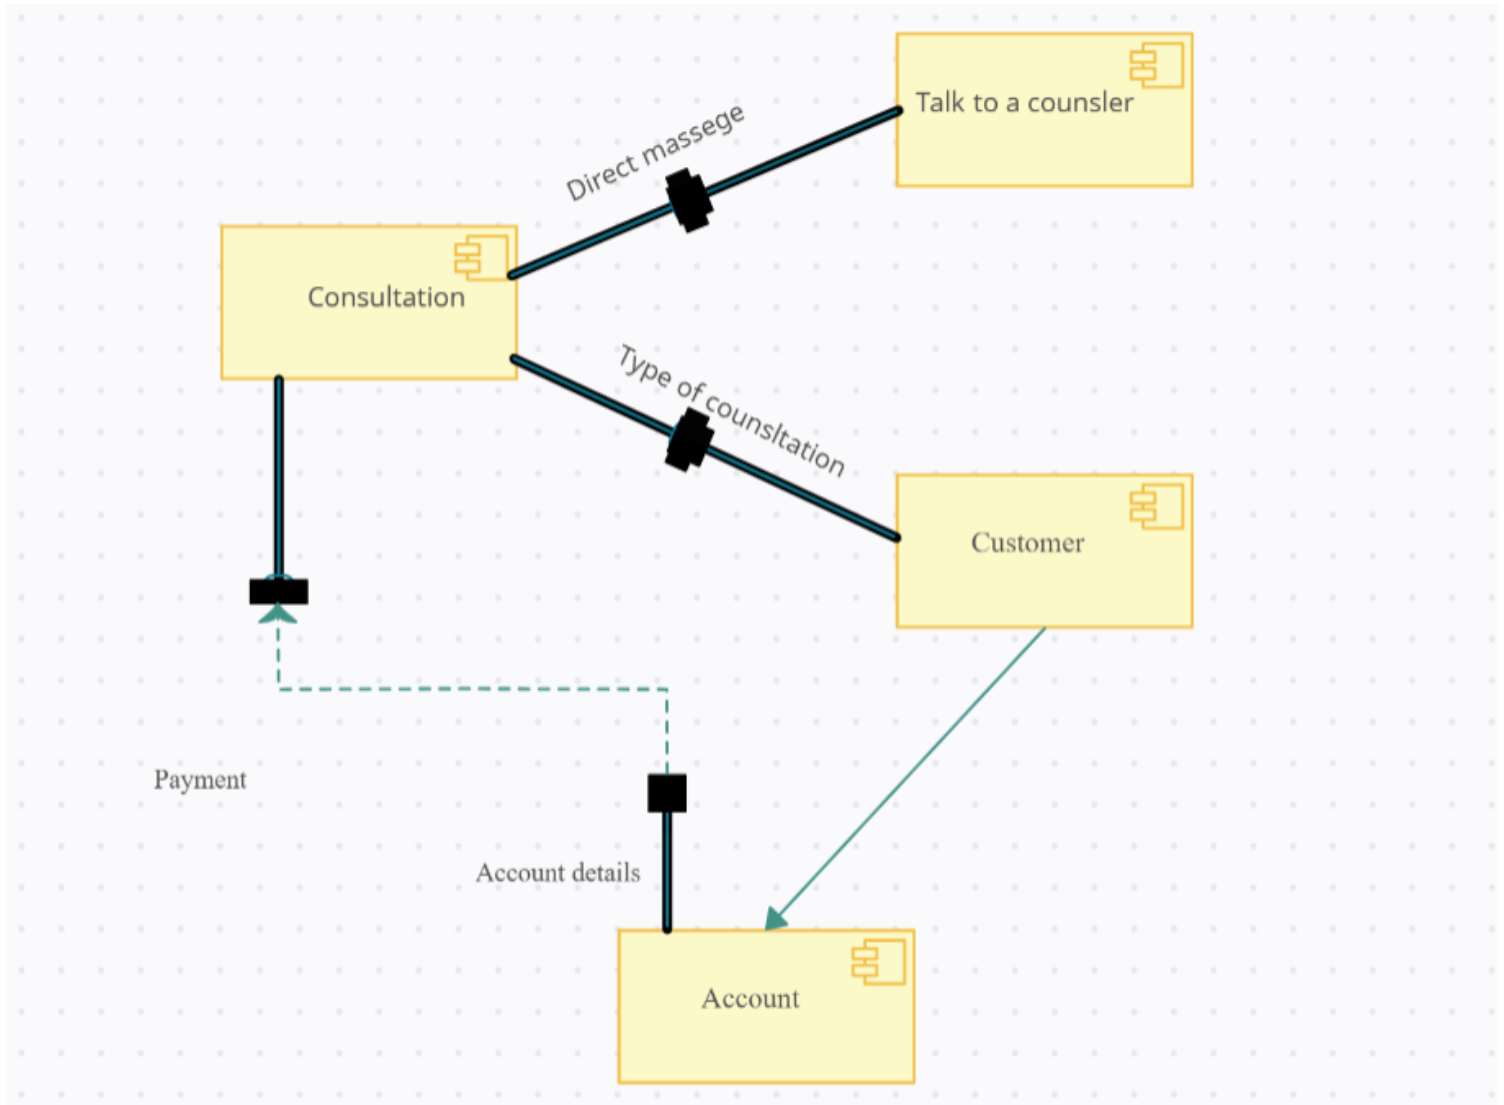 Talk to a counsler
Direct massege
Consultation
Type of counsltation
Customer
Payment
Account details
Account